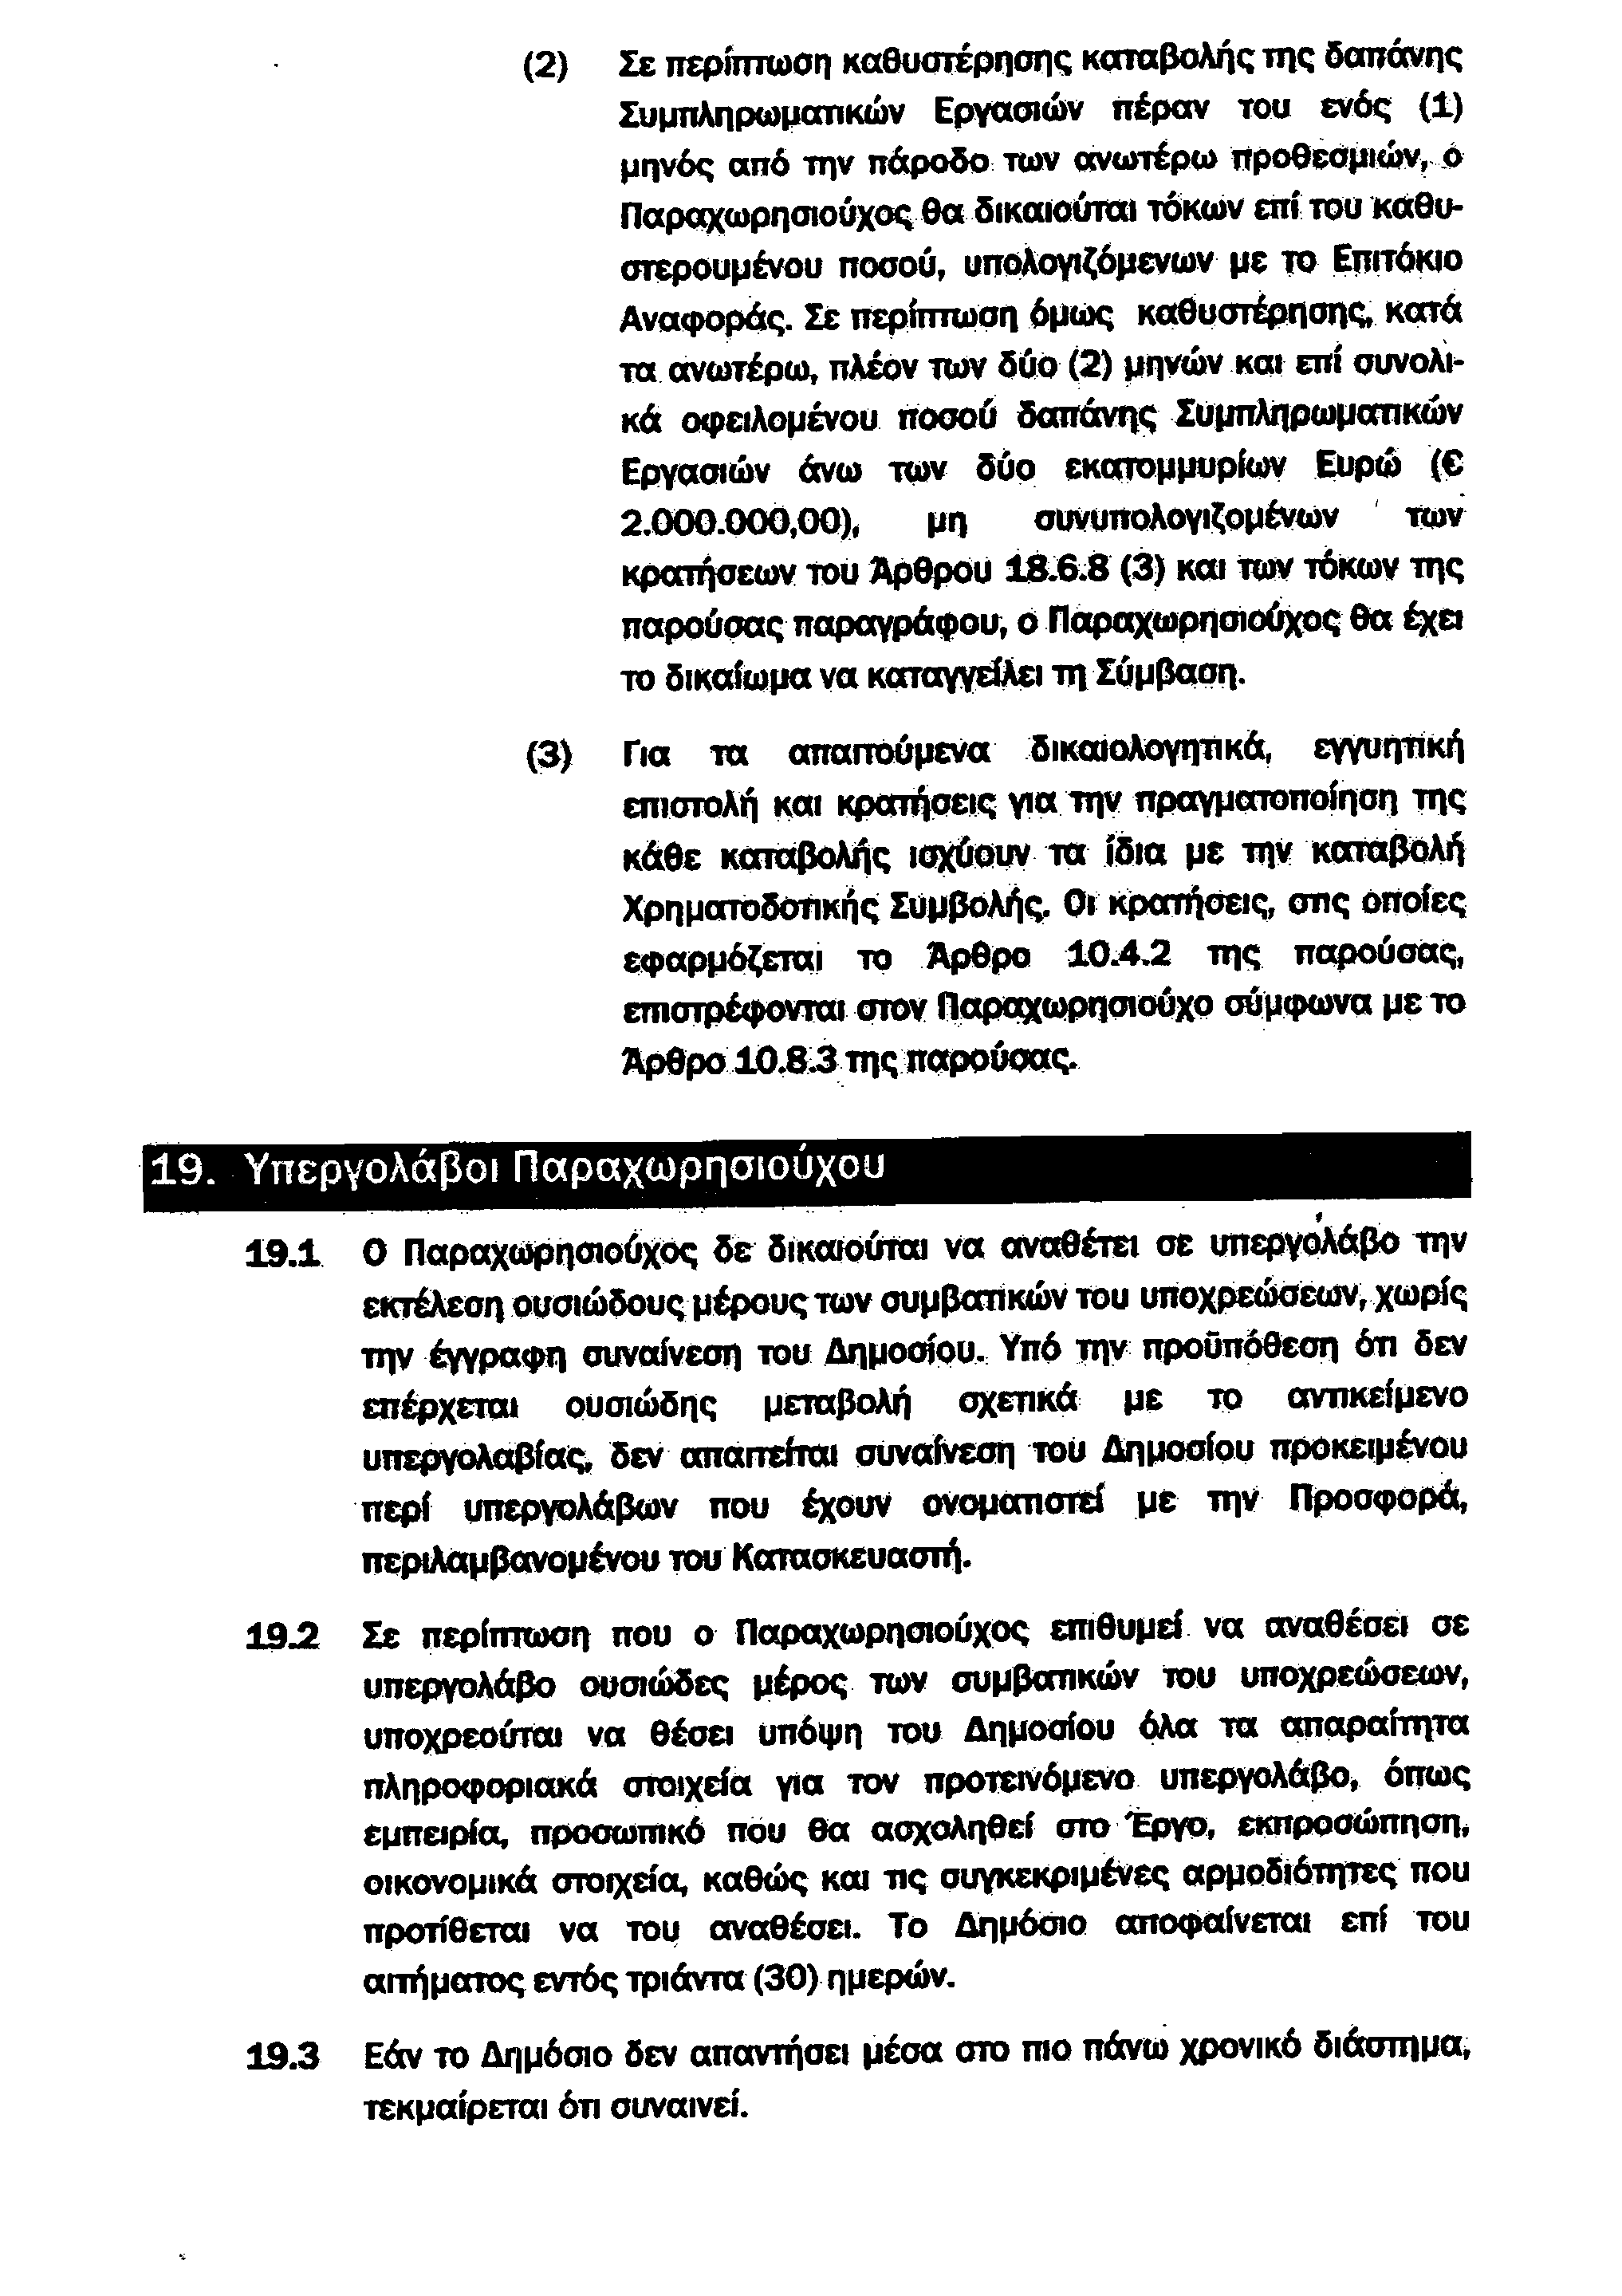 (2) Σε περίπτωση καθυστέρησης καταβολής της δαπάνης
Συμπληρωματικών Εργασιών πέραν του ενός (1)
μηνός από την πάροδο των ανωτέρω προθεσμιών, ο
Παραχωρησιούχος θα δικαιούται τόκων επί του καθυ-
στερουμένου ποσού, υπολογιζόμενων με το Επιτόκιο
Αναφοράς. Σε περίπτωση όμως καθυστέρησης, κατά
τα ανωτέρω, πλέον των δύο (2) μηνών και επί συνολι-
κά οφειλομένου ποσού δαπάνης Συμπληρωματικών
Εργασιών άνω των δύο εκατομμυρίων Ευρώ (€
2.000.000,00), μη συνυπολογιζομένων των
κρατήσεων του Άρθρου 18.6.8 (3) και των τόκων της
παρούσας παραγράφου, ο Παραχωρησιούχος θα έχει
το δικαίωμα να καταγγείλει τη Σύμβαση.
(3) Για τα απαιτούμενα δικαιολογητικά, εγγυητική
επιστολή και κρατήσεις για την πραγματοποίηση της
κάθε καταβολής ισχύουν τα ίδια με την καταβολή
Χρηματοδοτικής Συμβολής. Οι κρατήσεις, στις οποίες
εφαρμόζεται το Άρθρο 10.4.2 της παρούσας,
επιστρέφονται στον Παραχωρησιούχο σύμφωνα με το
Άρθρο 10.8.3 της παρούσας.
19. Υπεργολάβοι Παραχωρησιούχου
19.1 Ο Παραχωρησιούχος δε δικαιούται να αναθέτει σε υπεργολάβο την
εκτέλεση ουσιώδους μέρους των συμβατικών του υποχρεώσεων, χωρίς
την έγγραφη συναίνεση του Δημοσίου. Υπό την προϋπόθεση ότι δεν
επέρχεται ουσιώδης μεταβολή σχετικά με το αντικείμενο
υπεργολαβίας, δεν απαιτείται συναίνεση του Δημοσίου προκειμένου
περί υπεργολάβων που έχουν ονοματιστεί με την Προσφορά,
περιλαμβανομένου του Κατασκευαστή.
19.2 Σε περίπτωση που ο Παραχωρησιούχος επιθυμεί να αναθέσει σε
υπεργολάβο ουσιώδες μέρος των συμβατικών του υποχρεώσεων,
υποχρεούται να θέσει υπόψη του Δημοσίου όλα τα απαραίτητα
πληροφοριακά στοιχεία για τον προτεινόμενο υπεργολάβο, όπως
εμπειρία, προσωπικό που θα ασχοληθεί στο Έργο, εκπροσώπηση,
οικονομικά στοιχεία, καθώς και τις συγκεκριμένες αρμοδιότητες που
προτίθεται να του αναθέσει. Το Δημόσιο αποφαίνεται επί του
αιτήματος εντός τριάντα (30) ημερών.
19.3 Εάν το Δημόσιο δεν απαντήσει μέσα στο πιο πάνω χρονικό διάστημα,
τεκμαίρεται ότι συναινεί.